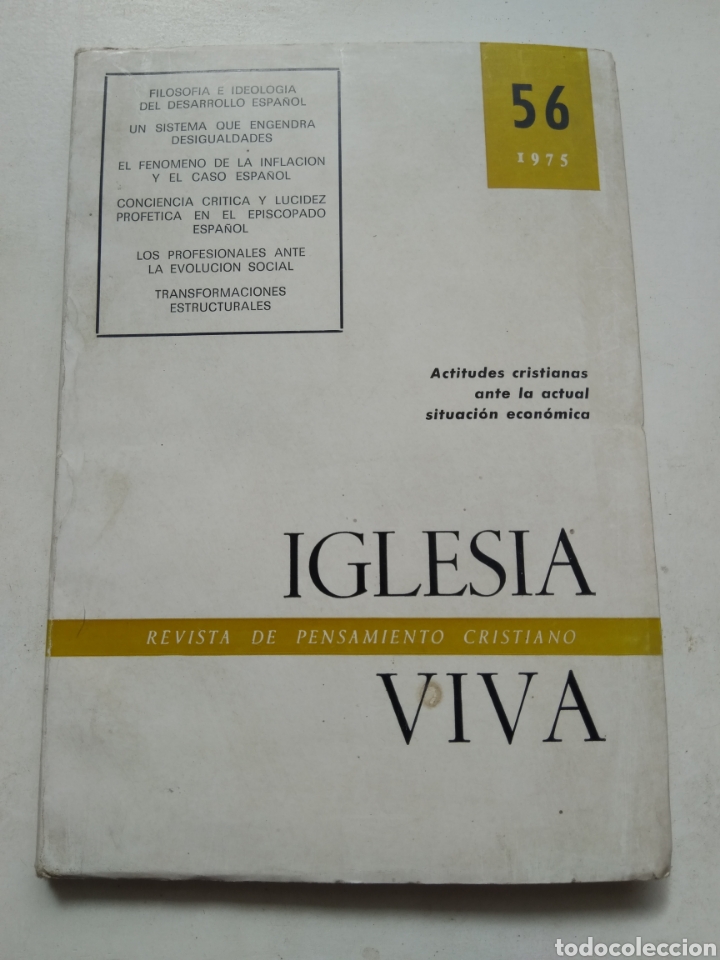 FILOSOFIA E IDEOLOGIA
DEL DESARROLLO ESPAÑOL
UN SISTEMA QUE ENGENDRA
DESIGUALDADES
EL FENOMENO DE LA INFLACION
Y EL CASO ESPAÑOL
CONCIENCIA CRITICA Y LUCIDEZ
PROFETICA EN EL EPISCOPADO
ESPAÑOL
LOS PROFESIONALES ANTE
LA EVOLUCION SOCIAL
TRANSFORMACIONES
ESTRUCTURALES
56
1975
Actitudes cristianas
ante la actual
situación económica
IGLESIA
REVISTA DE PENSAMIENTO CRISTIANO
VIVA
todocoleccion